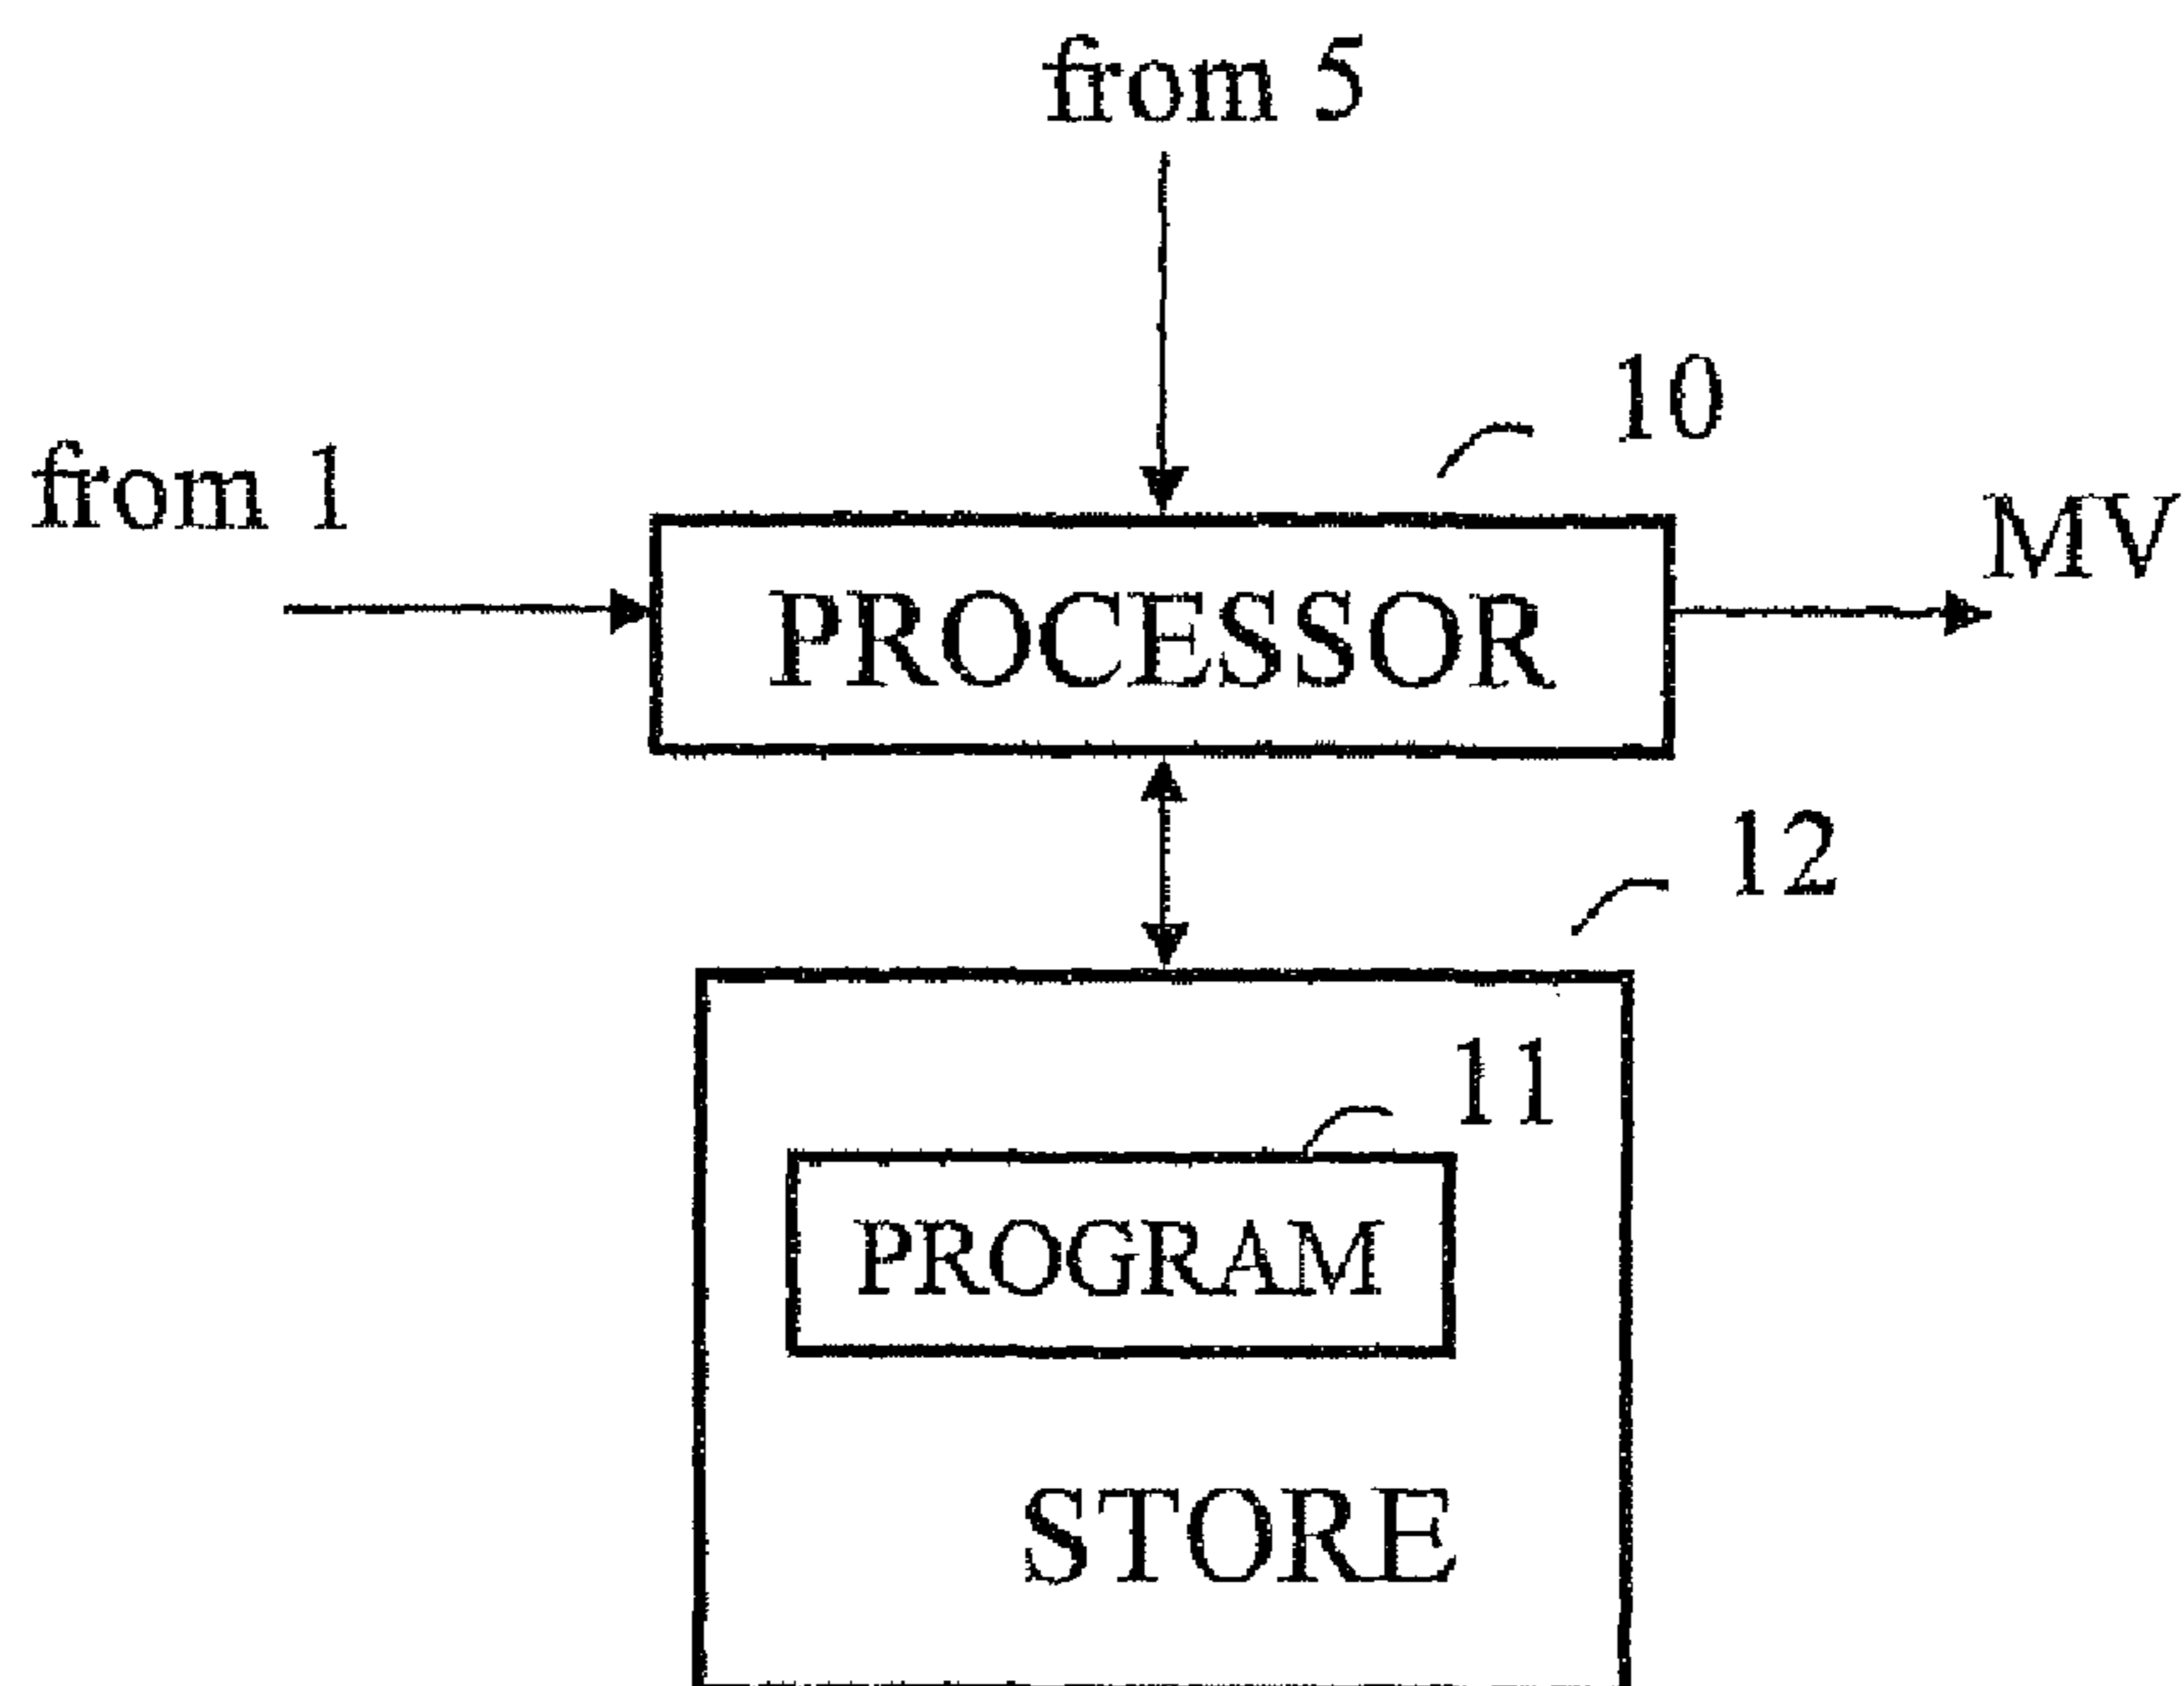 from 5
10
from 1
MV
PROCESSOR
12
11
PROGRAM
STORE